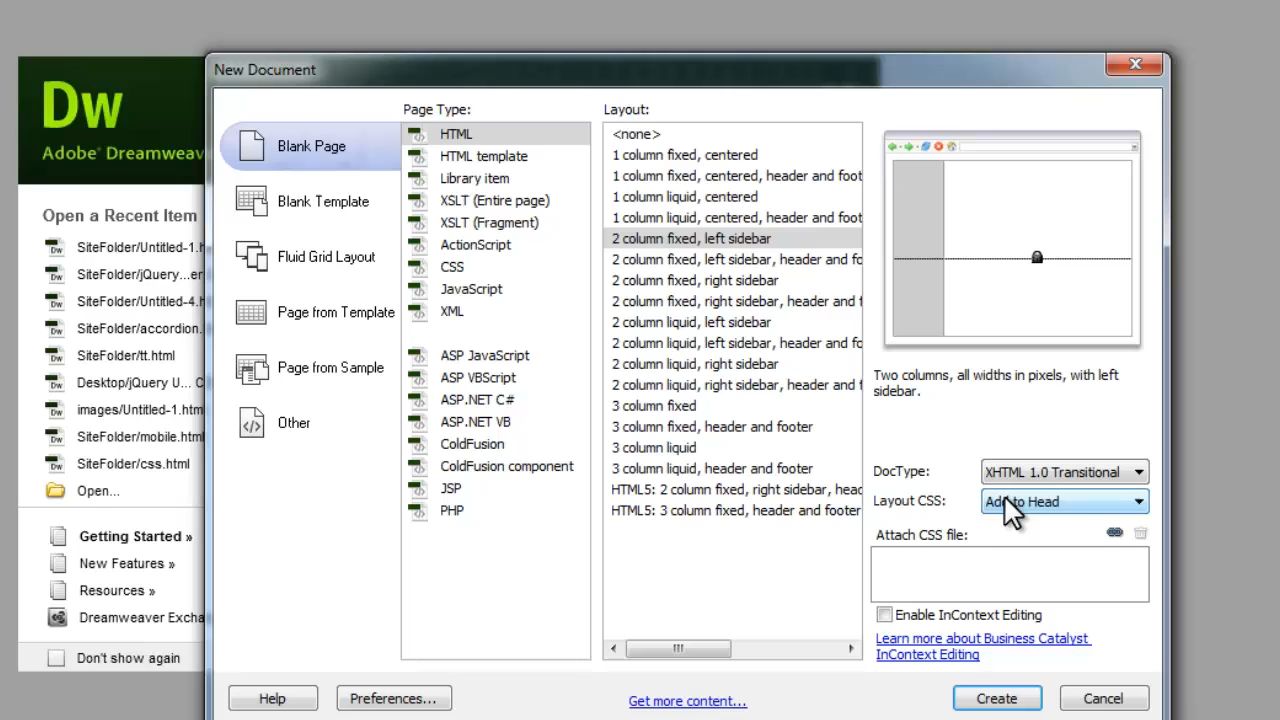 New Document
Dw
Adobe® Dreamweav
Open a Recent Item
SiteFolder/Untitled-1.h
SiteFolder/jQuery...er
SiteFolder/Untitled-4.h
SiteFolder/accordion.
SiteFolder/tt.html
Desktop/jQuery U... C
images/Untitled-1.htm
SiteFolder/mobile.html
SiteFolder/css.html
Open...
Getting Started »
New Features »
Resources »
Dreamweaver Excha
Don't show again
Blank Page
Blank Template
Fluid Grid Layout
Page from Template
Page from Sample
Other
Page Type:
HTML
HTML template
Library item
XSLT (Entire page)
XSLT (Fragment)
ActionScript
CSS
JavaScript
XML
ASP JavaScript
ASP VBScript
ASP.NET C#
ASP.NET VB
ColdFusion
ColdFusion component
JSP
PHP
Layout:
<none>
1 column fixed, centered
1 column fixed, centered, header and foot
1 column liquid, centered
1 column liquid, centered, header and foot
2 column fixed, left sidebar
2 column fixed, left sidebar, header and fo
2 column fixed, right sidebar
2 column fixed, right sidebar, header and f
2 column liquid, left sidebar
2 column liquid, left sidebar, header and fo
2 column liquid, right sidebar
2 column liquid, right sidebar, header and f
3 column fixed
3 column fixed, header and footer
3 column liquid
3 column liquid, header and footer
HTML5: 2 column fixed, right sidebar, head
HTML5: 3 column fixed, header and footer
Two columns, all widths in pixels, with left
sidebar.
DocType: XHTML 1.0 Transitional
Layout CSS: Add to Head
Attach CSS file:
Enable InContext Editing
Learn more about Business Catalyst
InContext Editing
Help
Preferences...
Get more content...
Create
Cancel